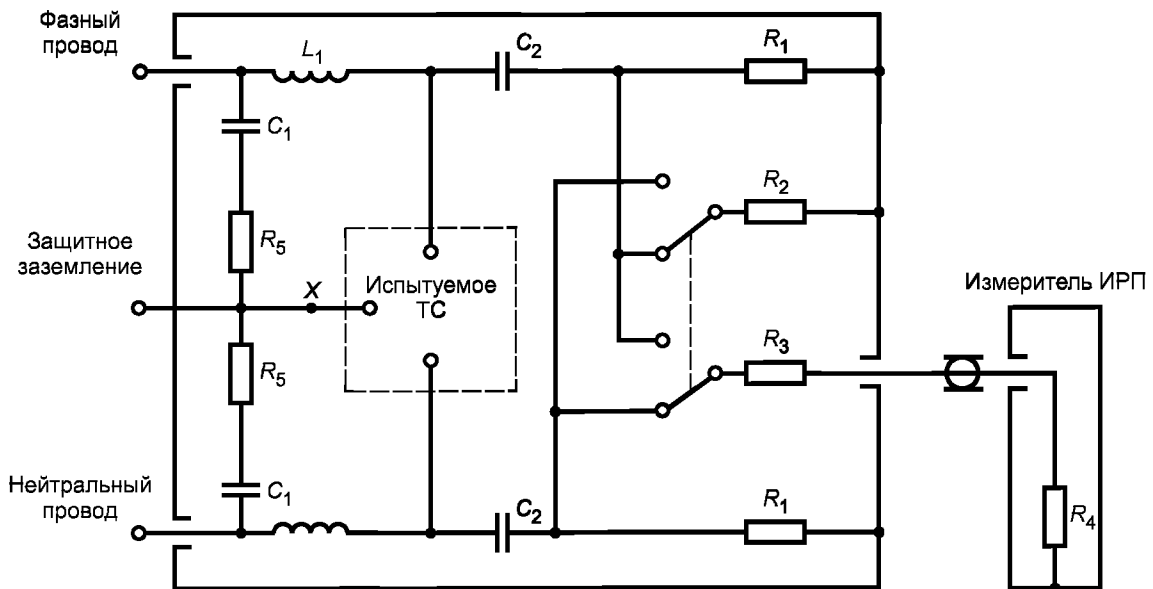 Фазный
провод
L1
C2
R1
C1
R2
R5
Защитное
заземление
X
Испытуемое
ТС
Измеритель ИРП
R3
R5
Нейтральный
провод
C1
C2
R1
R4